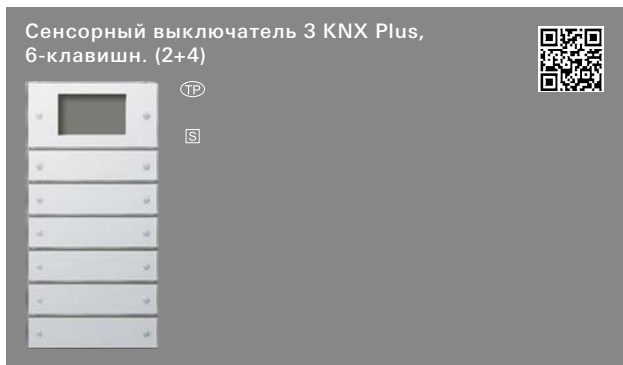 Сенсорный выключатель 3 KNX Plus,
6-клавишн. (2+4)
TP
S